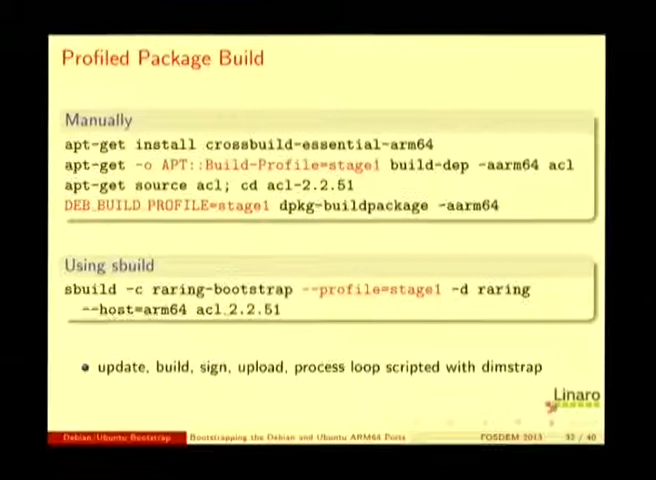 Profiled Package Build
Manually
apt-get install crossbuild-essential-arm64
apt-get -o APT::Build-Profile=stage1 build-dep -aarm64 acl
apt-get source acl; cd acl-2.2.51
DEB_BUILD_PROFILE=stage1 dpkg-buildpackage -aarm64
Using sbuild
sbuild -c raring-bootstrap --profile=stage1 -d raring
--host=arm64 acl_2.2.51
update, build, sign, upload, process loop scripted with dimstrap
Linaro
Debian/Ubuntu Bootstrap Bootstrapping the Debian and Ubuntu ARM64 Ports FOSDEM 2013 32 / 40